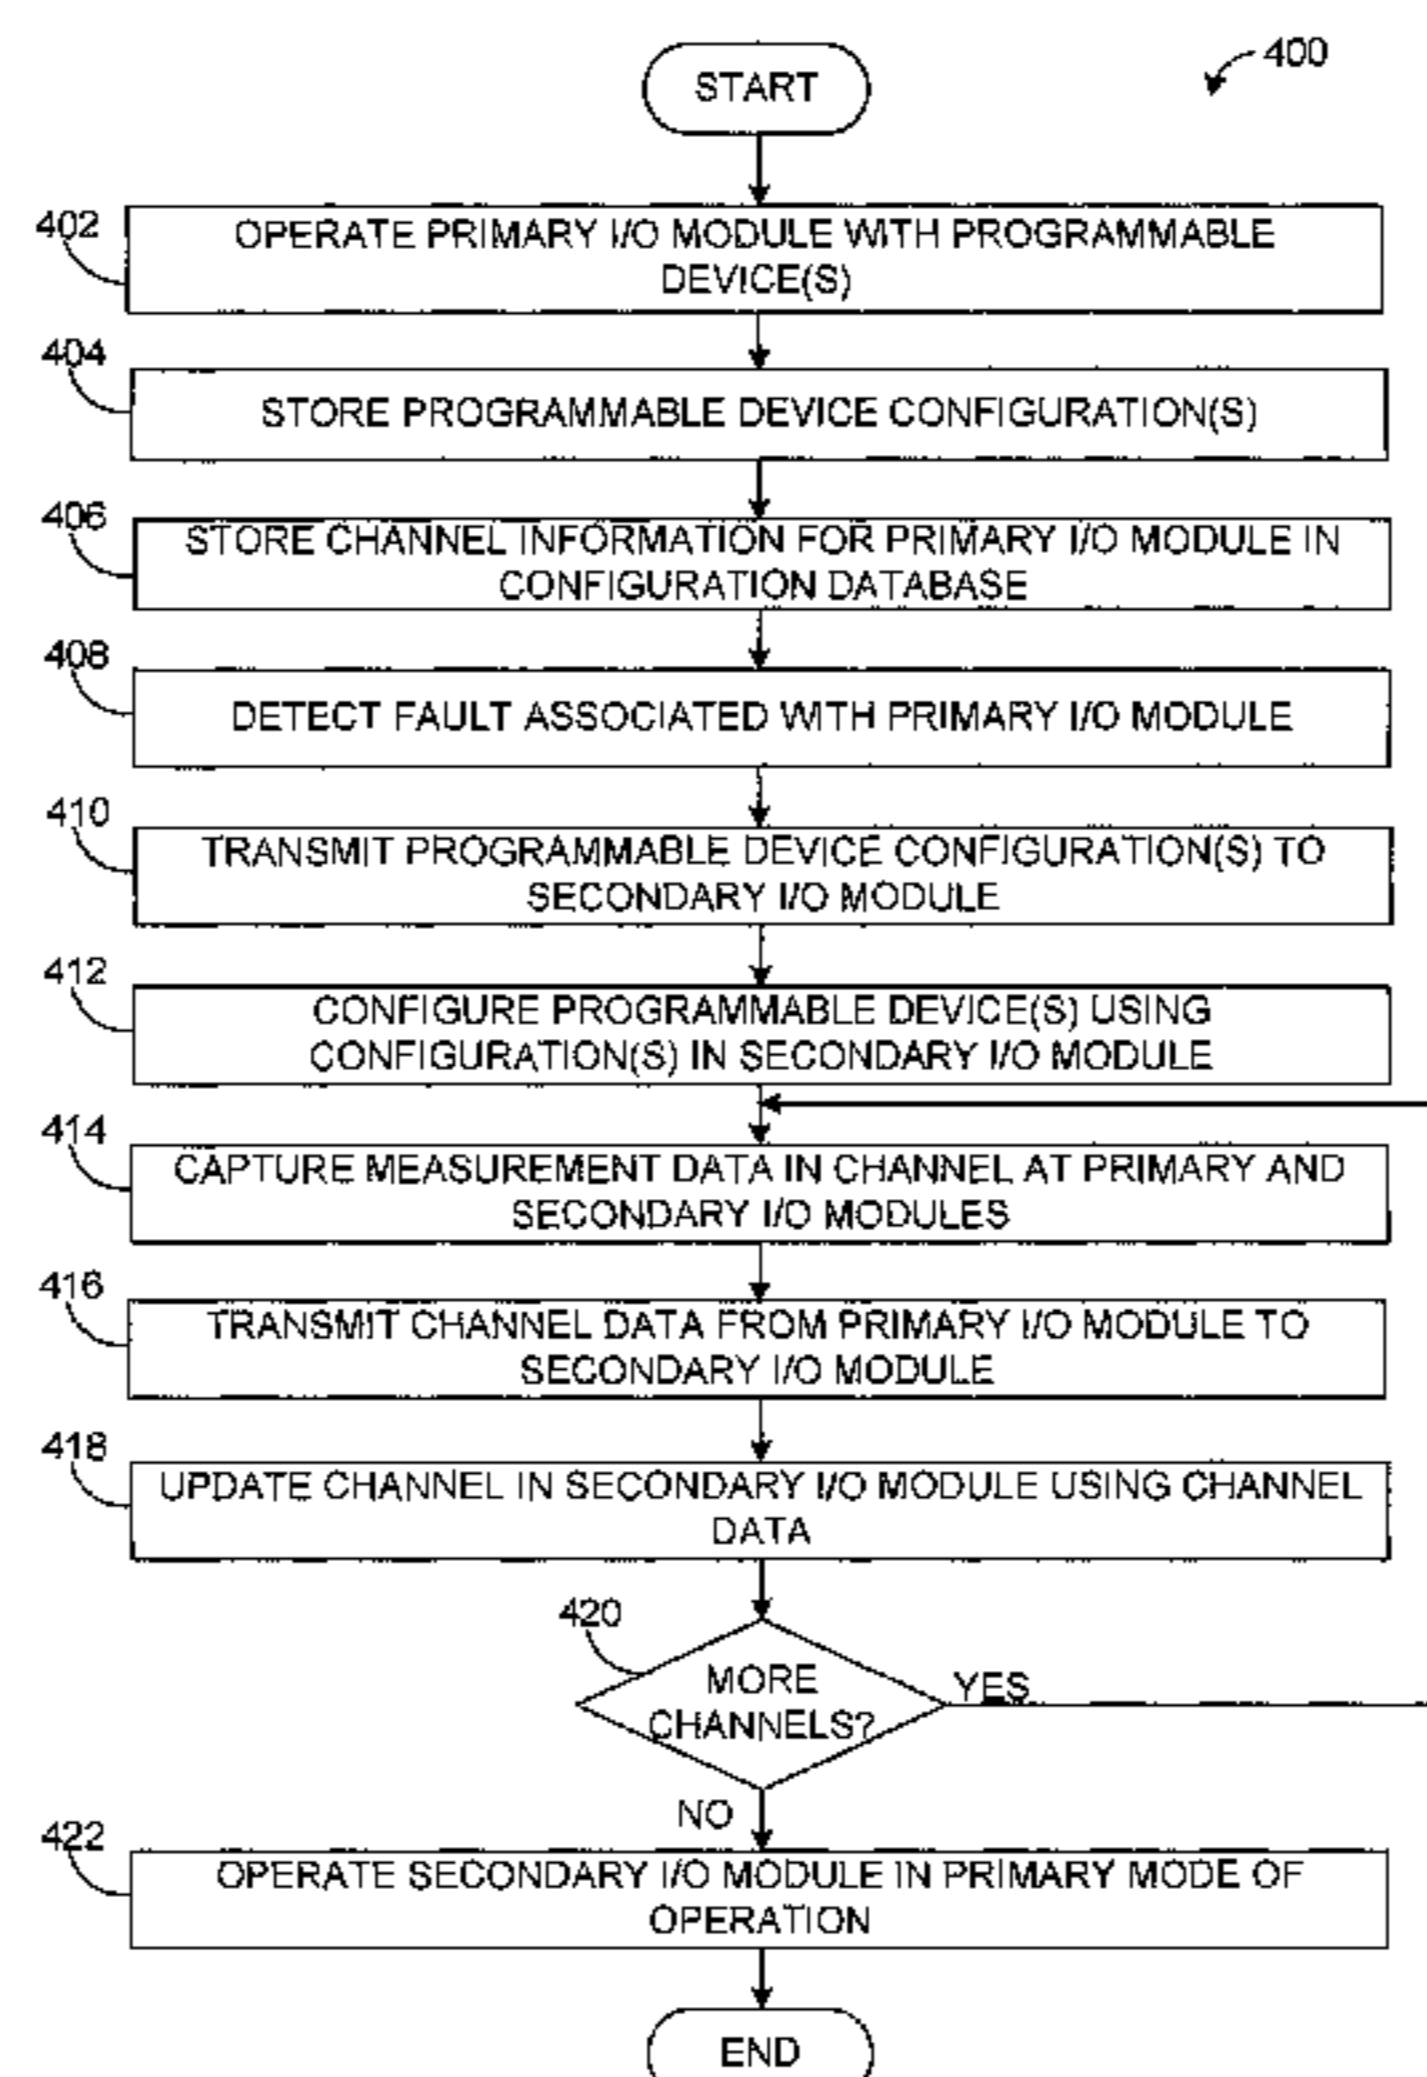 START
400
402
OPERATE PRIMARY I/O MODULE WITH PROGRAMMABLE
DEVICE(S)
404
STORE PROGRAMMABLE DEVICE CONFIGURATION(S)
406
STORE CHANNEL INFORMATION FOR PRIMARY I/O MODULE IN
CONFIGURATION DATABASE
408
DETECT FAULT ASSOCIATED WITH PRIMARY I/O MODULE
410
TRANSMIT PROGRAMMABLE DEVICE CONFIGURATION(S) TO
SECONDARY I/O MODULE
412
CONFIGURE PROGRAMMABLE DEVICE(S) USING
CONFIGURATION(S) IN SECONDARY I/O MODULE
414
CAPTURE MEASUREMENT DATA IN CHANNEL AT PRIMARY AND
SECONDARY I/O MODULES
416
TRANSMIT CHANNEL DATA FROM PRIMARY I/O MODULE TO
SECONDARY I/O MODULE
418
UPDATE CHANNEL IN SECONDARY I/O MODULE USING CHANNEL
DATA
420
MORE
CHANNELS?
YES
NO
422
OPERATE SECONDARY I/O MODULE IN PRIMARY MODE OF
OPERATION
END